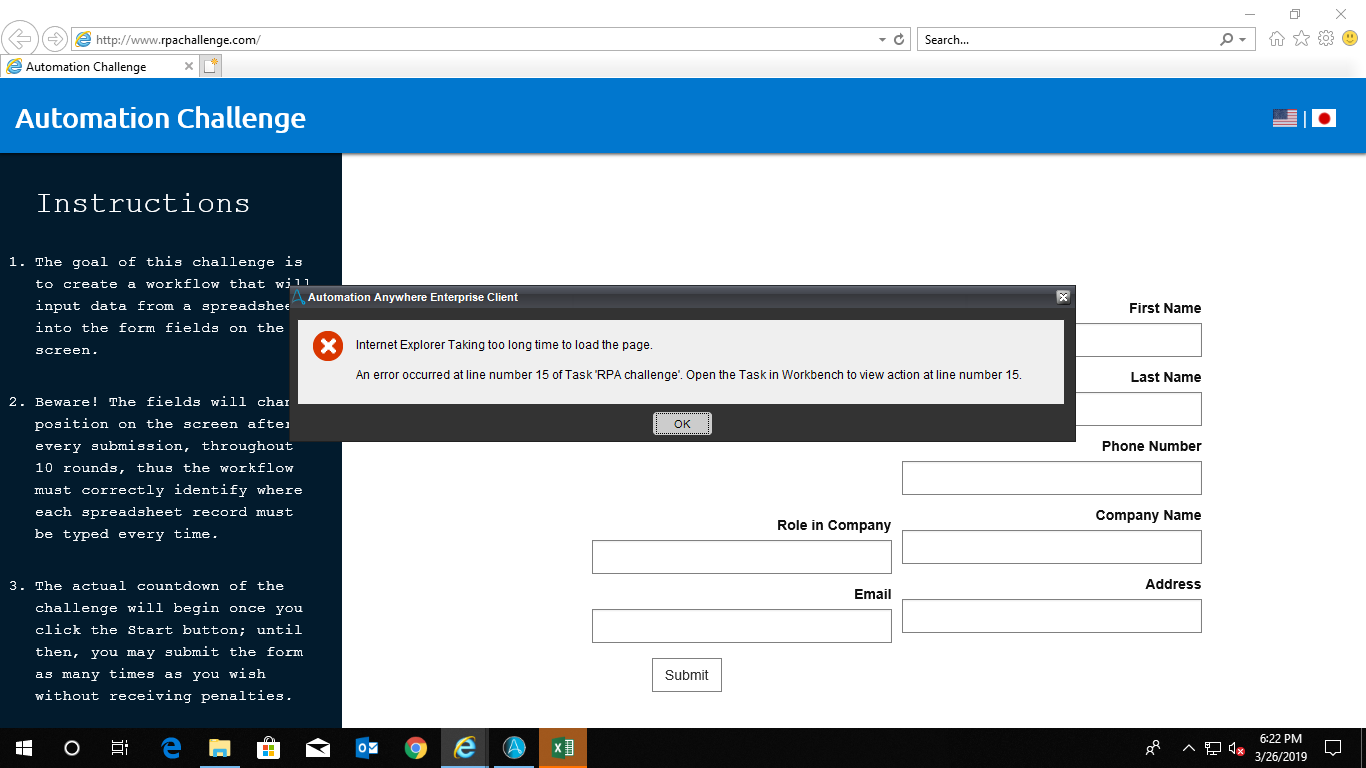 http://www.rpachallenge.com/
Search...
Automation Challenge
Automation Challenge
|
Instructions
1. The goal of this challenge is
to create a workflow that will
input data from a spreadshee
into the form fields on the
screen.
2. Beware! The fields will chan
position on the screen after
every submission, throughout
10 rounds, thus the workflow
must correctly identify where
each spreadsheet record must
be typed every time.
3. The actual countdown of the
challenge will begin once you
click the Start button; until
then, you may submit the form
as many times as you wish
without receiving penalties.
Automation Anywhere Enterprise Client
Internet Explorer Taking too long time to load the page.
An error occurred at line number 15 of Task 'RPA challenge'. Open the Task in Workbench to view action at line number 15.
OK
First Name
Last Name
Phone Number
Company Name
Role in Company
Address
Email
Submit
6:22 PM
3/26/2019